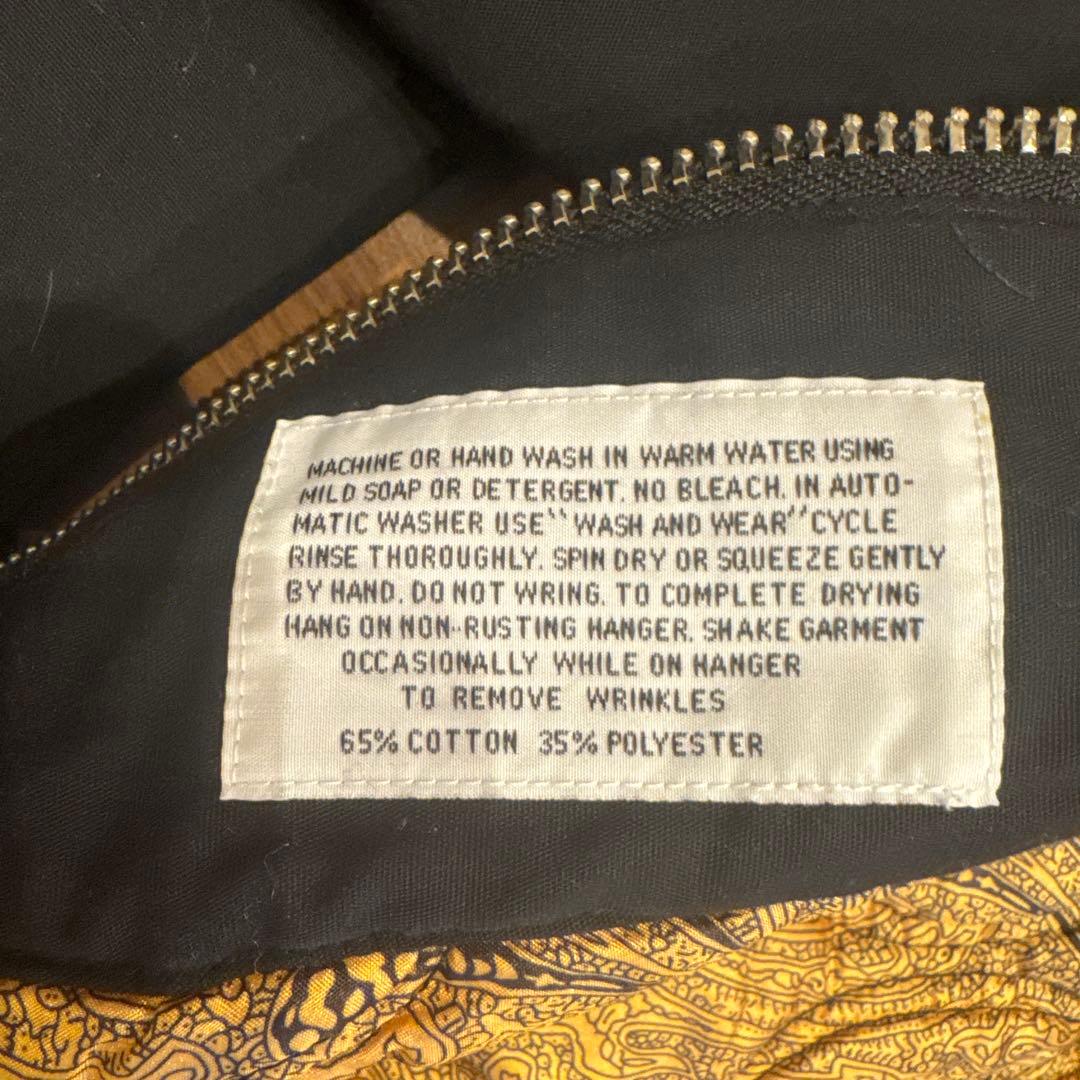 MACHINE OR HAND WASH IN WARM WATER USING
MILD SOAP OR DETERGENT. NO BLEACH. IN AUTO-
MATIC WASHER USE "WASH AND WEAR" CYCLE
RINSE THOROUGHLY. SPIN DRY OR SQUEEZE GENTLY
BY HAND. DO NOT WRING. TO COMPLETE DRYING
HANG ON NON-RUSTING HANGER. SHAKE GARMENT
OCCASIONALLY WHILE ON HANGER
TO REMOVE WRINKLES
65% COTTON 35% POLYESTER